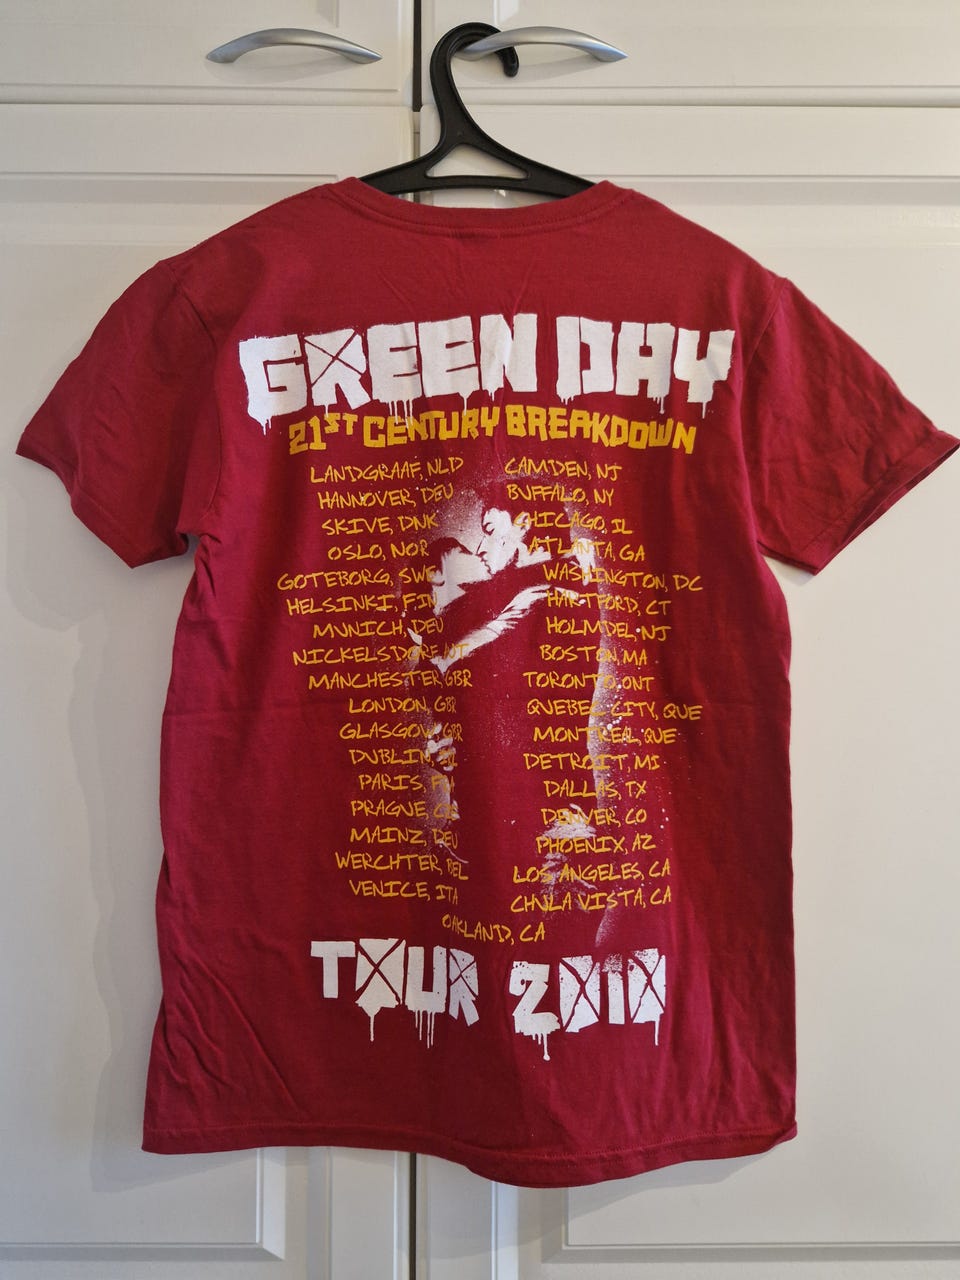 GREEN DAY
21ST CENTURY BREAKDOWN
LANDGRAAF, NLD
HANNOVER, DEU
SKIVE, DNK
OSLO, NOR
GOTEBORG, SWE
HELSINKI, FIN
MUNICH, DEU
NICKELSDORF,
MANCHESTER, GBR
LONDON, GBR
GLASGOW, GBR
DUBLIN,
PARIS,
PRAGUE,
MAINZ, DEU
WERCHTER, BEL
VENICE, ITA
CAMDEN, NJ
BUFFALO, NY
CHICAGO, IL
ATLANTA, GA
WASHINGTON, DC
HARTFORD, CT
HOLMDEL, NJ
BOSTON, MA
TORONTO, ONT
QUEBEC CITY, QUE
MONTREAL, QUE
DETROIT, MI
DALLAS, TX
DENVER, CO
PHOENIX, AZ
LOS ANGELES, CA
CHULA VISTA, CA
OAKLAND, CA
TOUR 2010